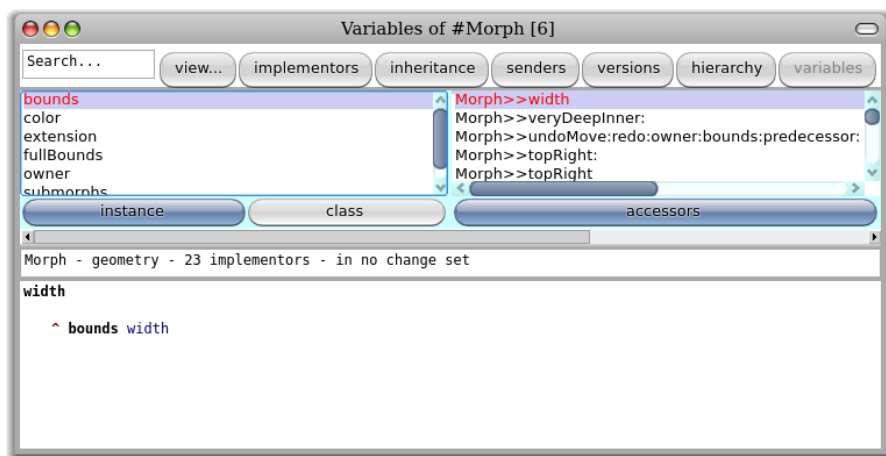 Variables of #Morph [6]
Search...
view... implementors inheritance senders versions hierarchy variables
bounds
color
extension
fullBounds
owner
submorphs
Morph>>width
Morph>>veryDeepInner:
Morph>>undoMove:redo:owner:bounds:predecessor:
Morph>>topRight:
Morph>>topRight
instance class accessors
Morph - geometry - 23 implementors - in no change set
width
^ bounds width